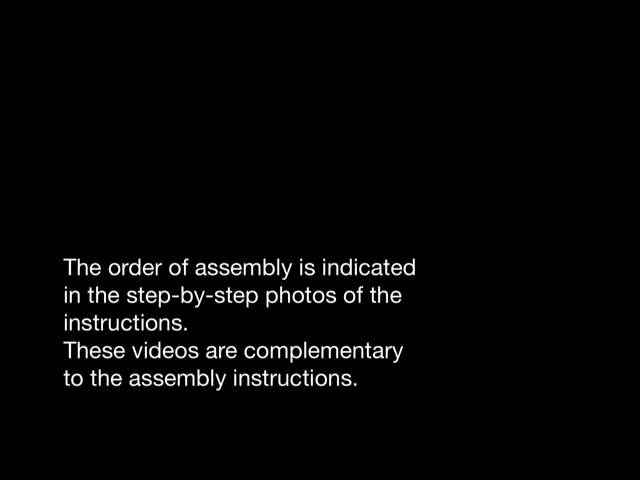 The order of assembly is indicated
in the step-by-step photos of the
instructions.
These videos are complementary
to the assembly instructions.